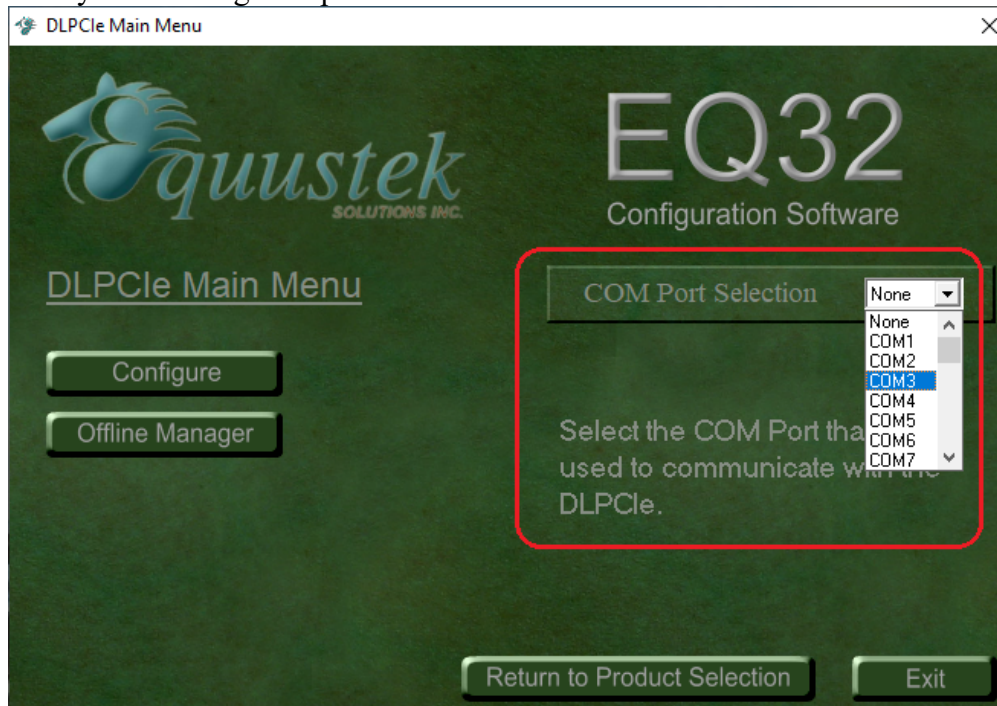 DLPCIe Main Menu
Equustek
SOLUTIONS INC.
EQ32
Configuration Software
DLPCIe Main Menu
COM Port Selection
None
None
COM1
COM2
COM3
COM4
COM5
COM6
COM7
Configure
Offline Manager
Select the COM Port
used to communicate
DLPCIe.
Return to Product Selection
Exit